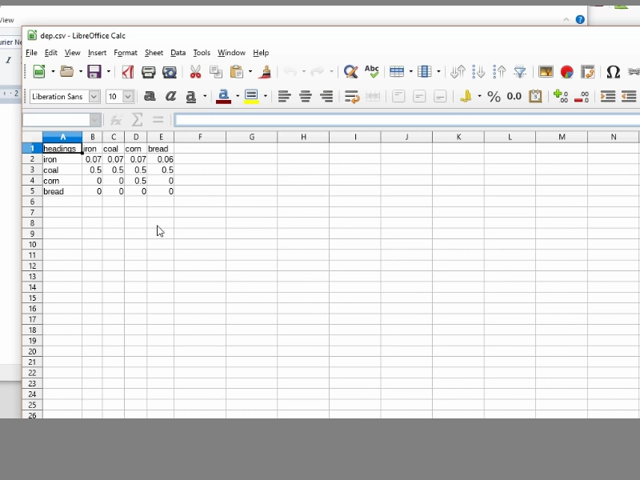 View
dep.csv - LibreOffice Calc
File Edit View Insert Format Sheet Data Tools Window Help
Liberation Sans 10 a a a
A B C D E F G H I J K L M N
1 headings iron coal corn bread
2 iron 0.07 0.07 0.07 0.06
3 coal 0.5 0.5 0.5 0.5
4 corn 0 0 0.5 0
5 bread 0 0 0 0
6
7
8
9
10
11
12
13
14
15
16
17
18
19
20
21
22
23
24
25
26